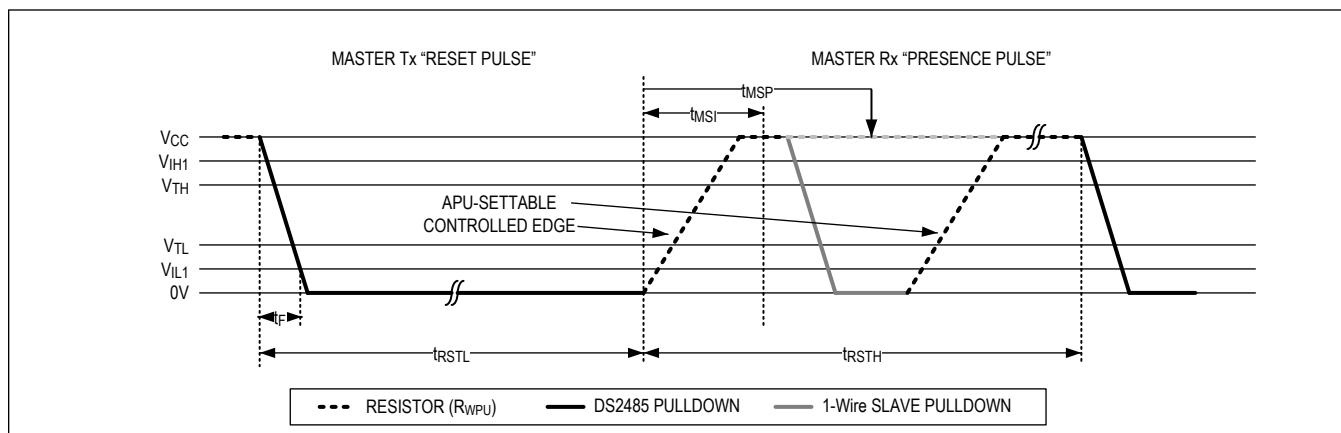 MASTER Tx “RESET PULSE”
MASTER Rx “PRESENCE PULSE”
tMSP
tMSI
VCC
VIH1
VTH
APU-SETTABLE
CONTROLLED EDGE
VTL
VIL1
0V
tF
tRSTL
tRSTH
RESISTOR (RWPU)
DS2485 PULLDOWN
1-Wire SLAVE PULLDOWN